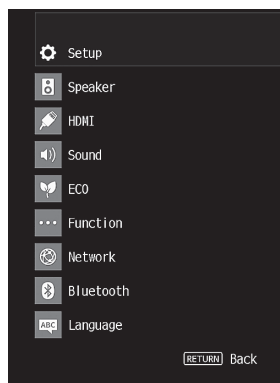 Setup
Speaker
HDMI
Sound
ECO
Function
Network
Bluetooth
ABC Language
RETURN Back